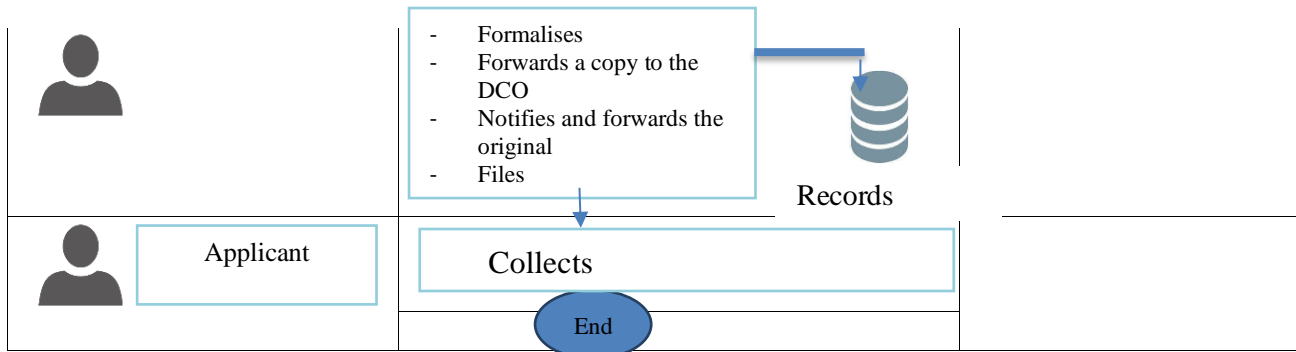 - Formalises
- Forwards a copy to the
DCO
- Notifies and forwards the
original
- Files
Records
Applicant
Collects
End